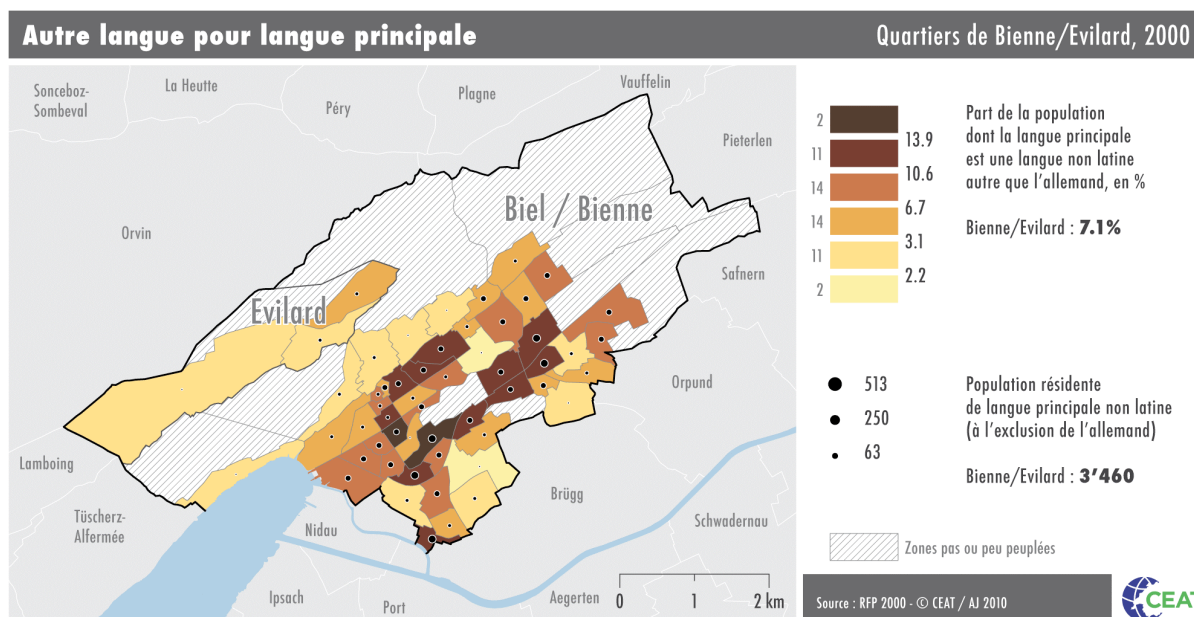 Autre langue pour langue principale
Quartiers de Bienne/Evilard, 2000
Sonceboz-
Sombeval
La Heutte
Péry
Plagne
Vauffelin
Pieterlen
Orvin
Biel / Bienne
Evilard
Safnern
Orpund
Lamboing
Tüscherz-
Alfermée
Nidau
Brügg
Schwadernau
Ipsach
Port
Aegerten
0 1 2 km
2
13.9
11
10.6
14
6.7
14
3.1
11
2.2
2
Part de la population
dont la langue principale
est une langue non latine
autre que l'allemand, en %
Bienne/Evilard : 7.1%
513
250
63
Population résidente
de langue principale non latine
(à l'exclusion de l'allemand)
Bienne/Evilard : 3'460
Zones pas ou peu peuplées
Source : RFP 2000 - © CEAT / AJ 2010
CEAT